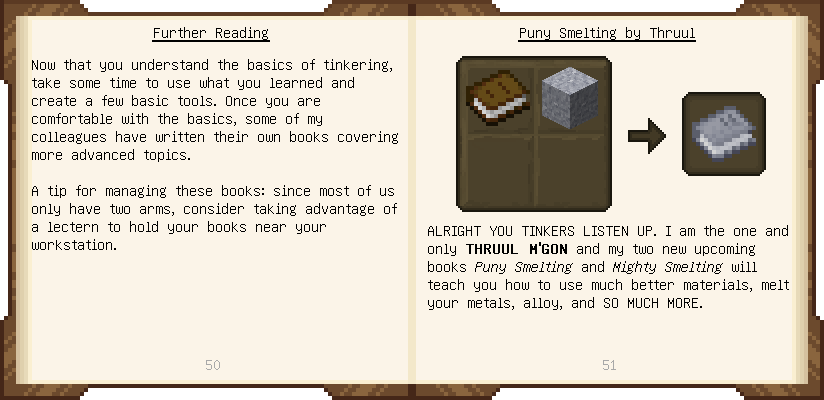 Further Reading
Now that you understand the basics of tinkering,
take some time to use what you learned and
create a few basic tools. Once you are
comfortable with the basics, some of my
colleagues have written their own books covering
more advanced topics.
A tip for managing these books: since most of us
only have two arms, consider taking advantage of
a lectern to hold your books near your
workstation.
50
Puny Smelting by Thruul
ALRIGHT YOU TINKERS LISTEN UP. I am the one and
only THRUUL M'GON and my two new upcoming
books Puny Smelting and Mighty Smelting will
teach you how to use much better materials, melt
your metals, alloy, and SO MUCH MORE.
51